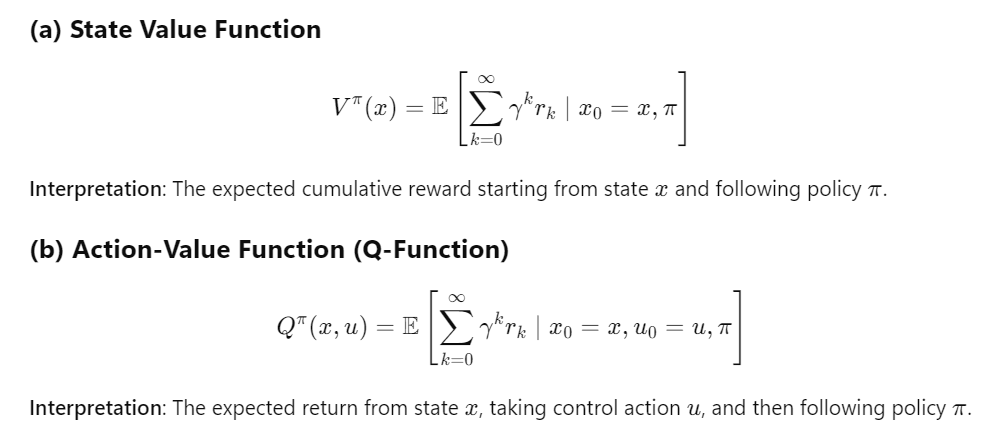 (a) State Value Function
V^π(x) = 𝔼 [ ∑_{k=0}^{∞} γ^k r_k | x_0 = x, π ]
Interpretation: The expected cumulative reward starting from state x and following policy π.
(b) Action-Value Function (Q-Function)
Q^π(x, u) = 𝔼 [ ∑_{k=0}^{∞} γ^k r_k | x_0 = x, u_0 = u, π ]
Interpretation: The expected return from state x, taking control action u, and then following policy π.